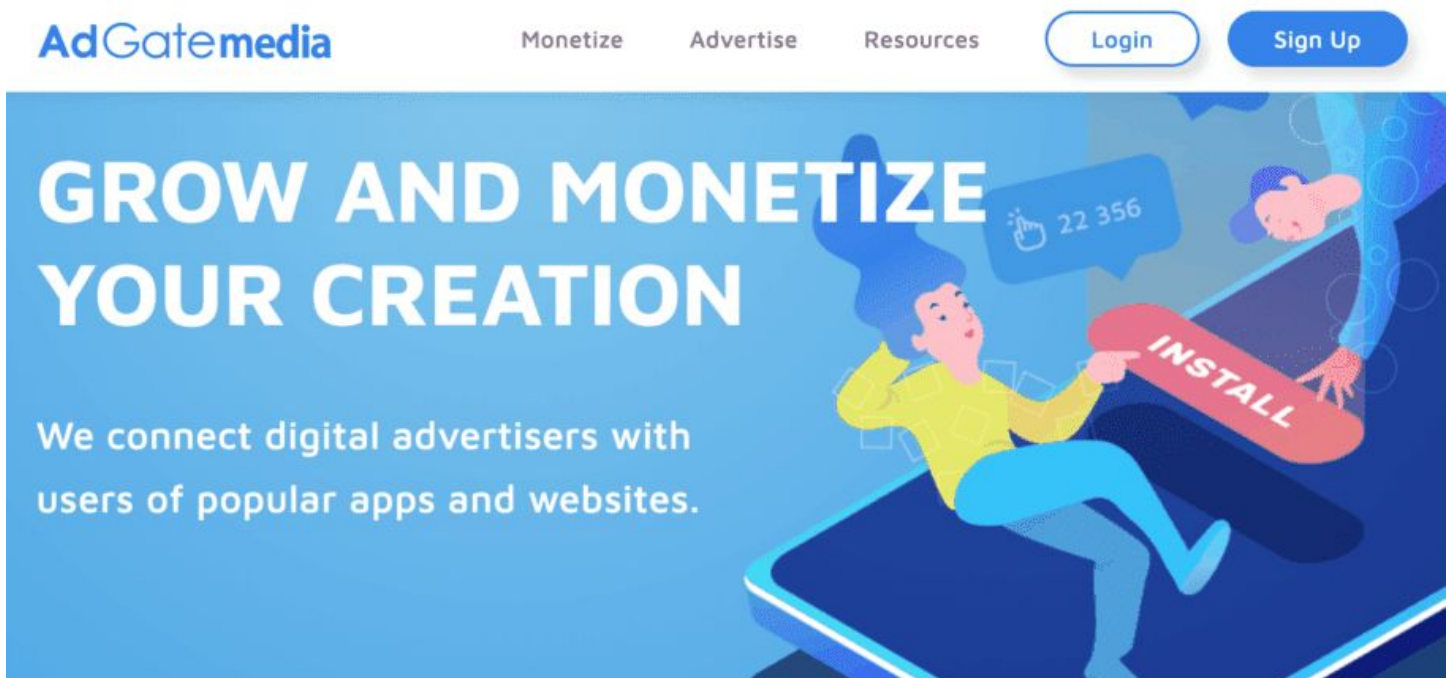 AdGatemedia
Monetize Advertise Resources Login Sign Up
GROW AND MONETIZE
YOUR CREATION
22 356
INSTALL
We connect digital advertisers with
users of popular apps and websites.